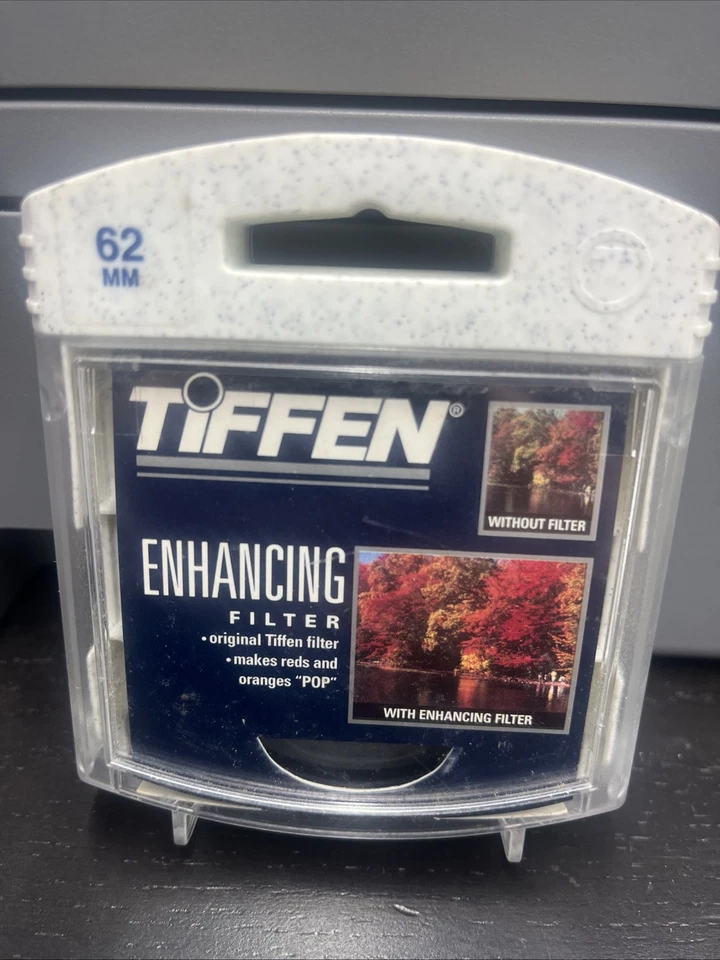 62
MM
TIFFEN®
WITHOUT FILTER
ENHANCING
FILTER
• original Tiffen filter
• makes reds and
oranges "POP"
WITH ENHANCING FILTER